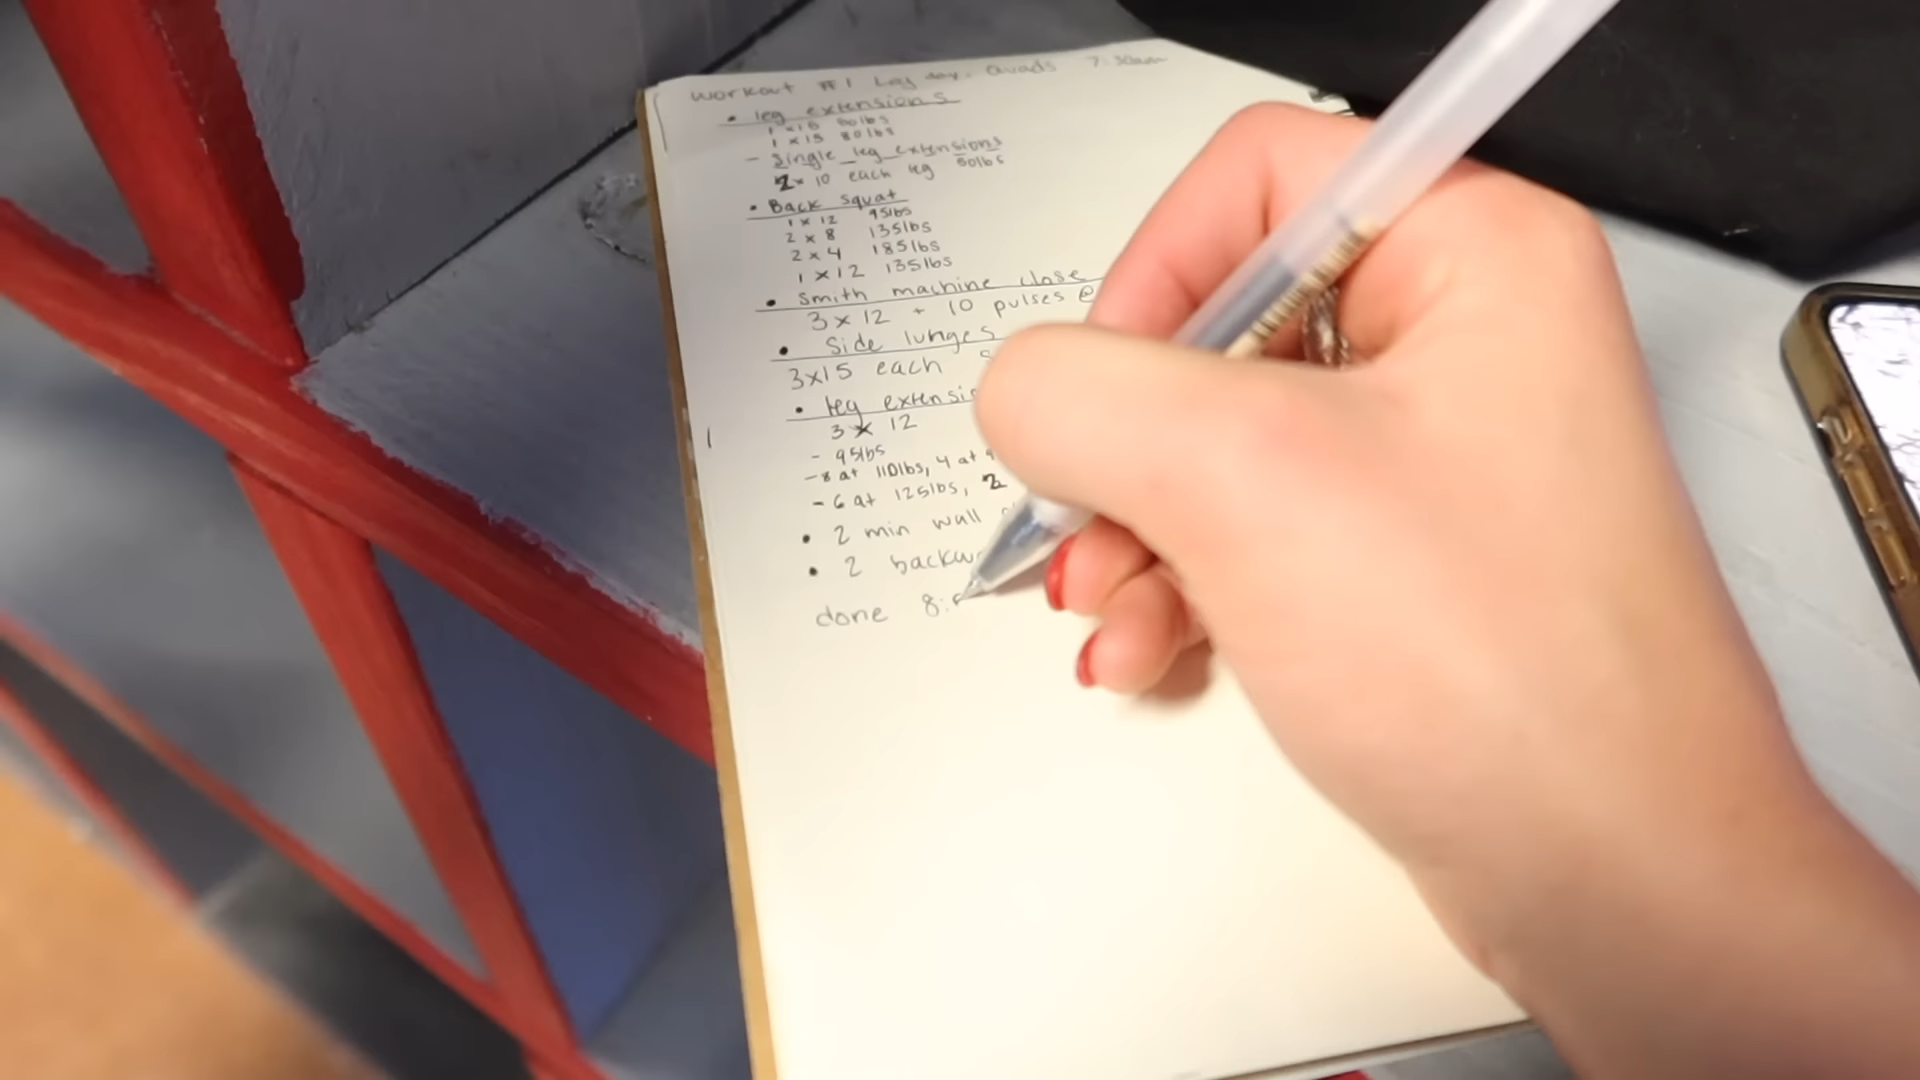 Workout #1 Leg day. Quads 7:30am
• leg extensions
1 x 15 80lbs
1 x 15 80lbs
- Single leg extensions
2 x 10 each leg 50lbs
• Back squat
1 x 12 95lbs
2 x 8 135lbs
2 x 4 185lbs
1 x 12 135lbs
• Smith machine close
3 x 12 + 10 pulses @
• Side lunges
3x15 each
• leg
3 x 12
- 95lbs
- 8 at 110lbs, 4 at
- 6 at 125lbs, 2
• 2 min wall
• 2
done 8: